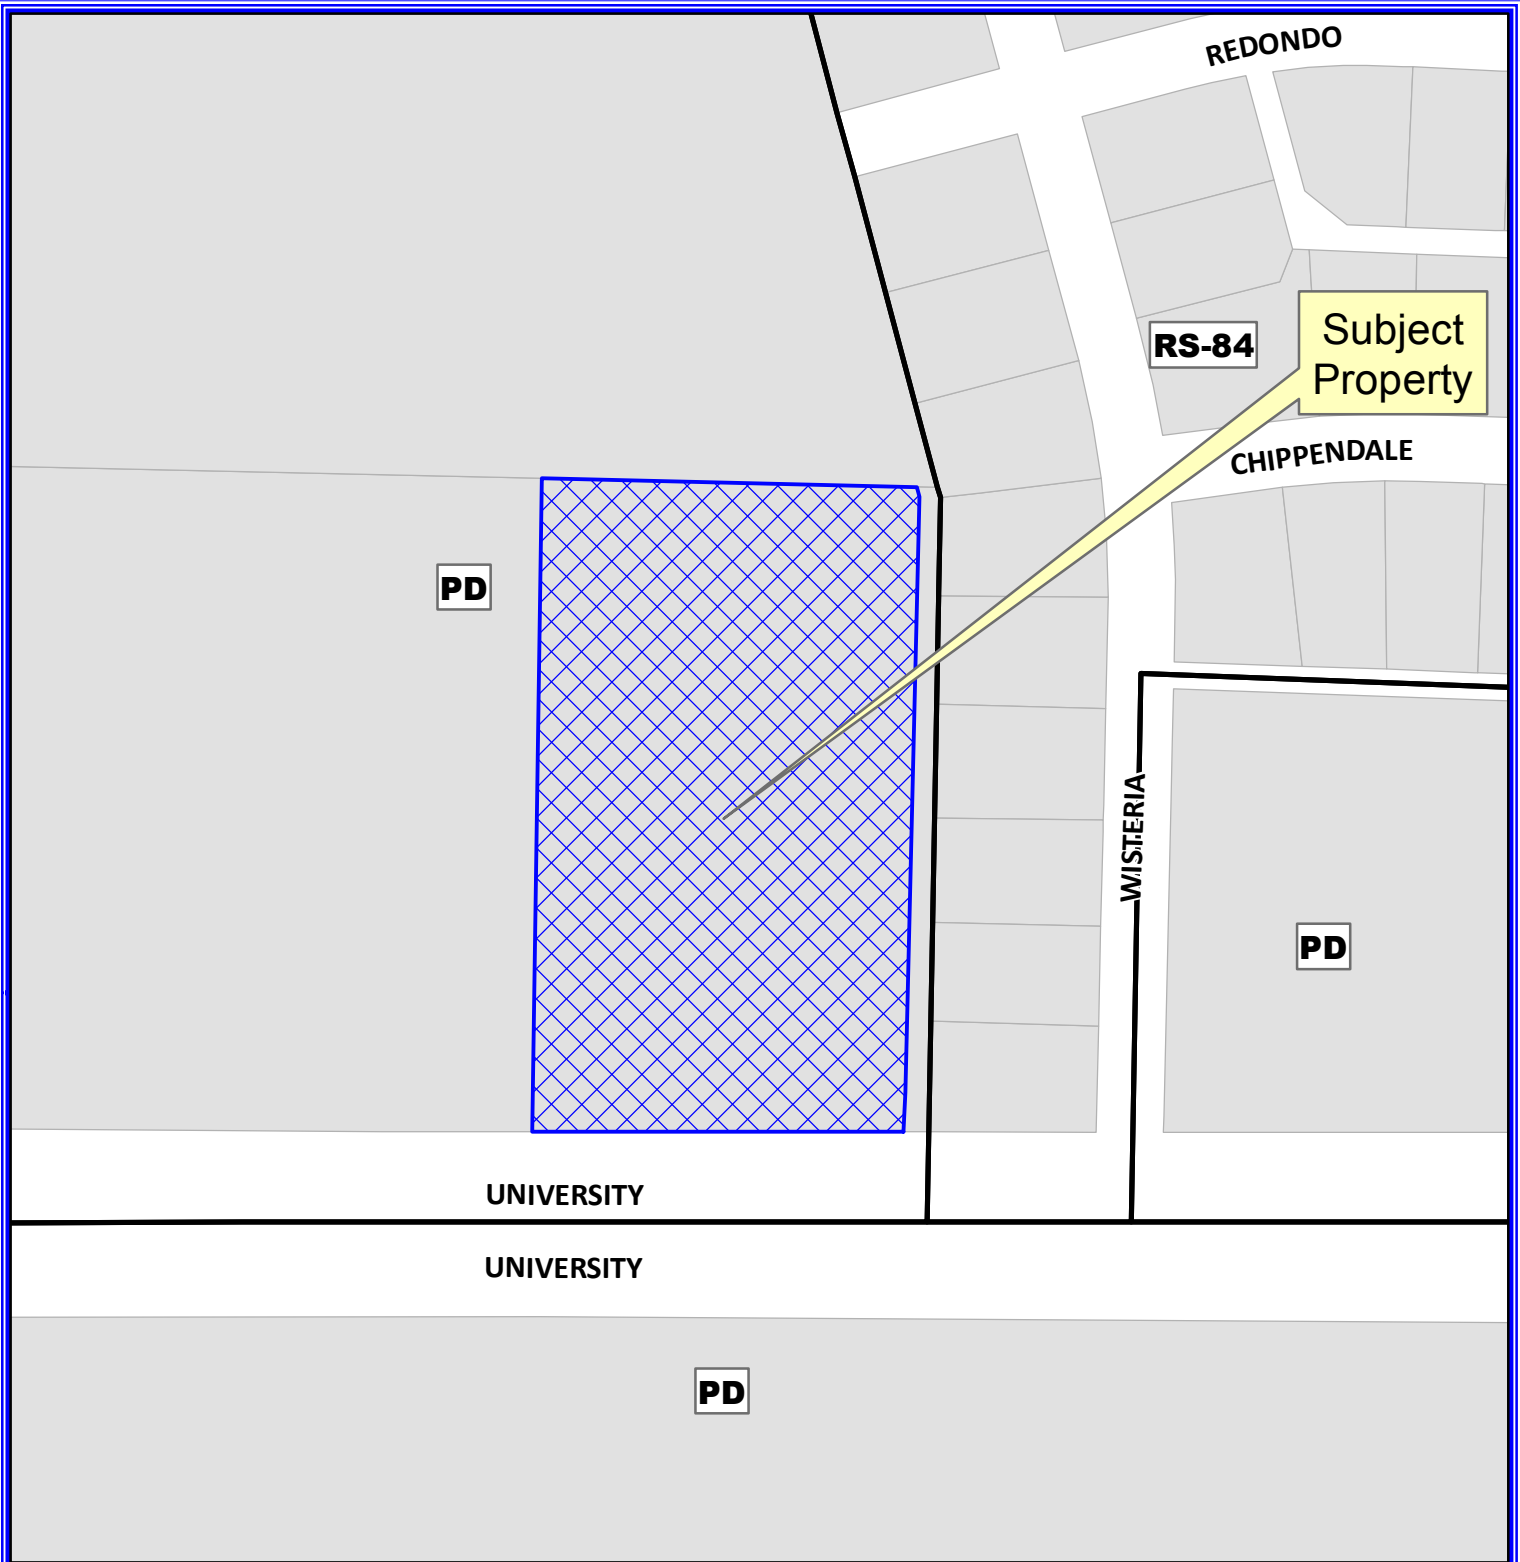 REDONDO
RS-84
Subject
Property
CHIPPENDALE
PD
WISTERIA
PD
UNIVERSITY
UNIVERSITY
PD